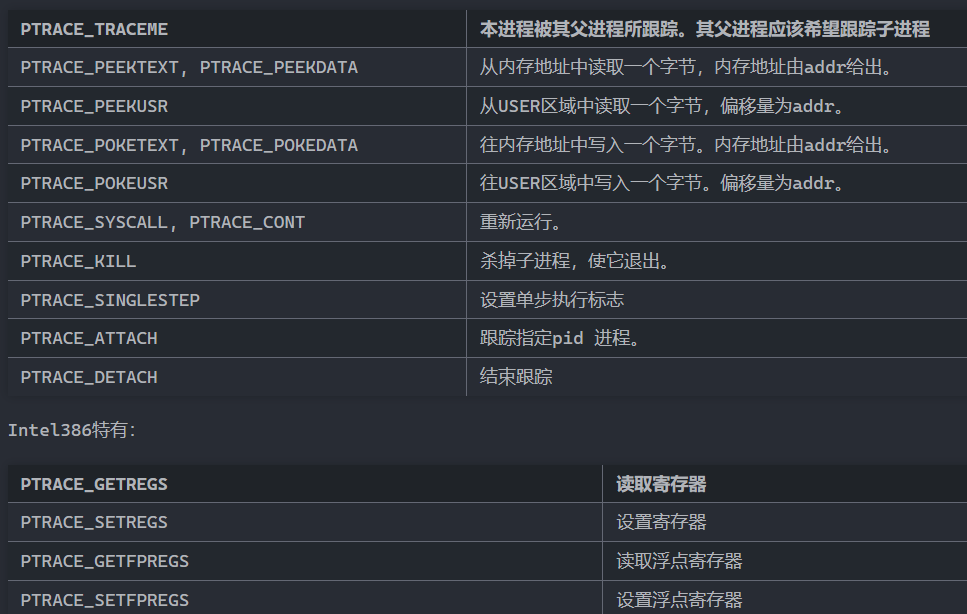 PTRACE_TRACEME 本进程被其父进程所跟踪。其父进程应该希望跟踪子进程
PTRACE_PEEKTEXT, PTRACE_PEEKDATA 从内存地址中读取一个字节，内存地址由addr给出。
PTRACE_PEEKUSR 从USER区域中读取一个字节，偏移量为addr。
PTRACE_POKETEXT, PTRACE_POKEDATA 往内存地址中写入一个字节。内存地址由addr给出。
PTRACE_POKEUSR 往USER区域中写入一个字节。偏移量为addr。
PTRACE_SYSCALL, PTRACE_CONT 重新运行。
PTRACE_KILL 杀掉子进程，使它退出。
PTRACE_SINGLESTEP 设置单步执行标志
PTRACE_ATTACH 跟踪指定pid 进程。
PTRACE_DETACH 结束跟踪
Intel386特有：
PTRACE_GETREGS 读取寄存器
PTRACE_SETREGS 设置寄存器
PTRACE_GETFPREGS 读取浮点寄存器
PTRACE_SETFPREGS 设置浮点寄存器